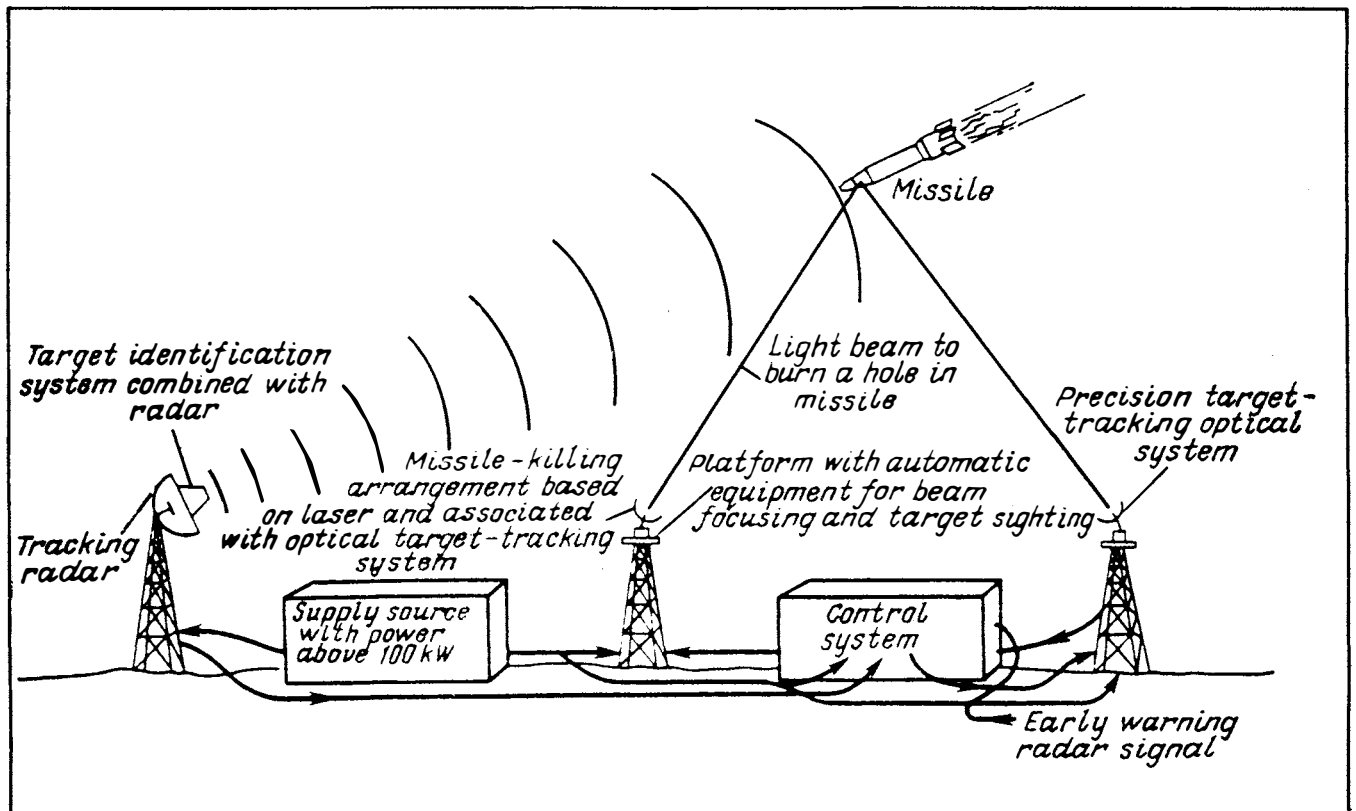 Missile
Light beam to
burn a hole in
missile
Target identification
system combined with
radar
Precision target-
tracking optical
system
Missile-killing
arrangement based
on laser and associated
with optical target-tracking
system
Platform with automatic
equipment for beam
focusing and target sighting
Tracking
radar
Supply source
with power
above 100 kW
Control
system
Early warning
radar signal